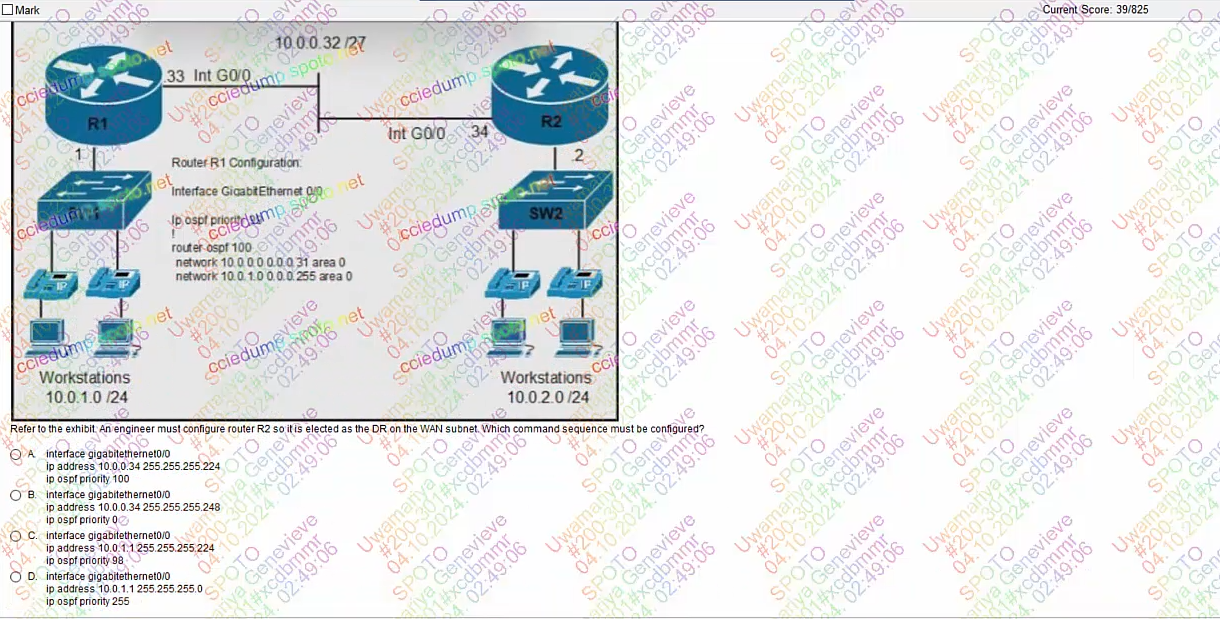 Mark
Current Score: 39/825
10.0.0.32 /27
.33 Int G0/0
R1
Int G0/0 .34
R2
1
.2
Router R1 Configuration:
Interface GigabitEthernet 0/0
Ip ospf priority
!
router ospf 100
network 10.0.0.0 0.0.0.31 area 0
network 10.0.1.0 0.0.0.255 area 0
SW2
IP IP IP IP
Workstations
10.0.1.0 /24
Workstations
10.0.2.0 /24
Refer to the exhibit. An engineer must configure router R2 so it is elected as the DR on the WAN subnet. Which command sequence must be configured?
A. interface gigabitethernet0/0
ip address 10.0.0.34 255.255.255.224
ip ospf priority 100
B. interface gigabitethernet0/0
ip address 10.0.0.34 255.255.255.248
ip ospf priority 0
C. interface gigabitethernet0/0
ip address 10.0.1.1 255.255.255.224
ip ospf priority 98
D. interface gigabitethernet0/0
ip address 10.0.1.1 255.255.255.0
ip ospf priority 255
cciedump.spoto.net
SPOTO Genevieve
Uwamariya
#200-301#xcdbmmr
04.10.2024. 02:49:06